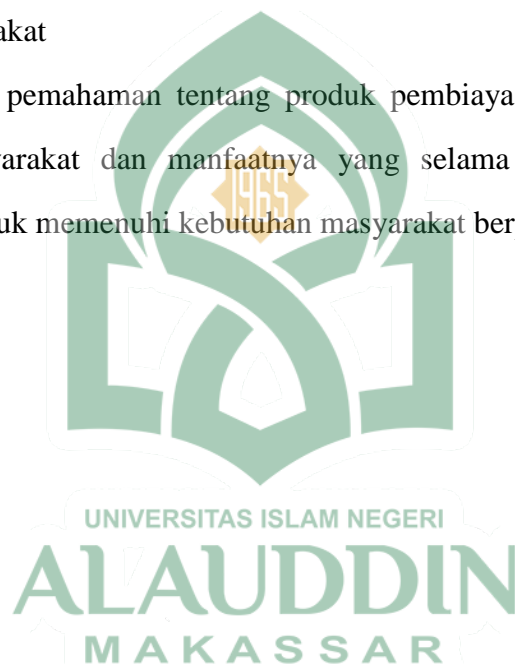 akat
pemahaman tentang produk pembiaya
yarakat dan manfaatnya yang selama
uk memenuhi kebutuhan masyarakat ber
1965
UNIVERSITAS ISLAM NEGERI
ALAUDDIN
MAKASSAR